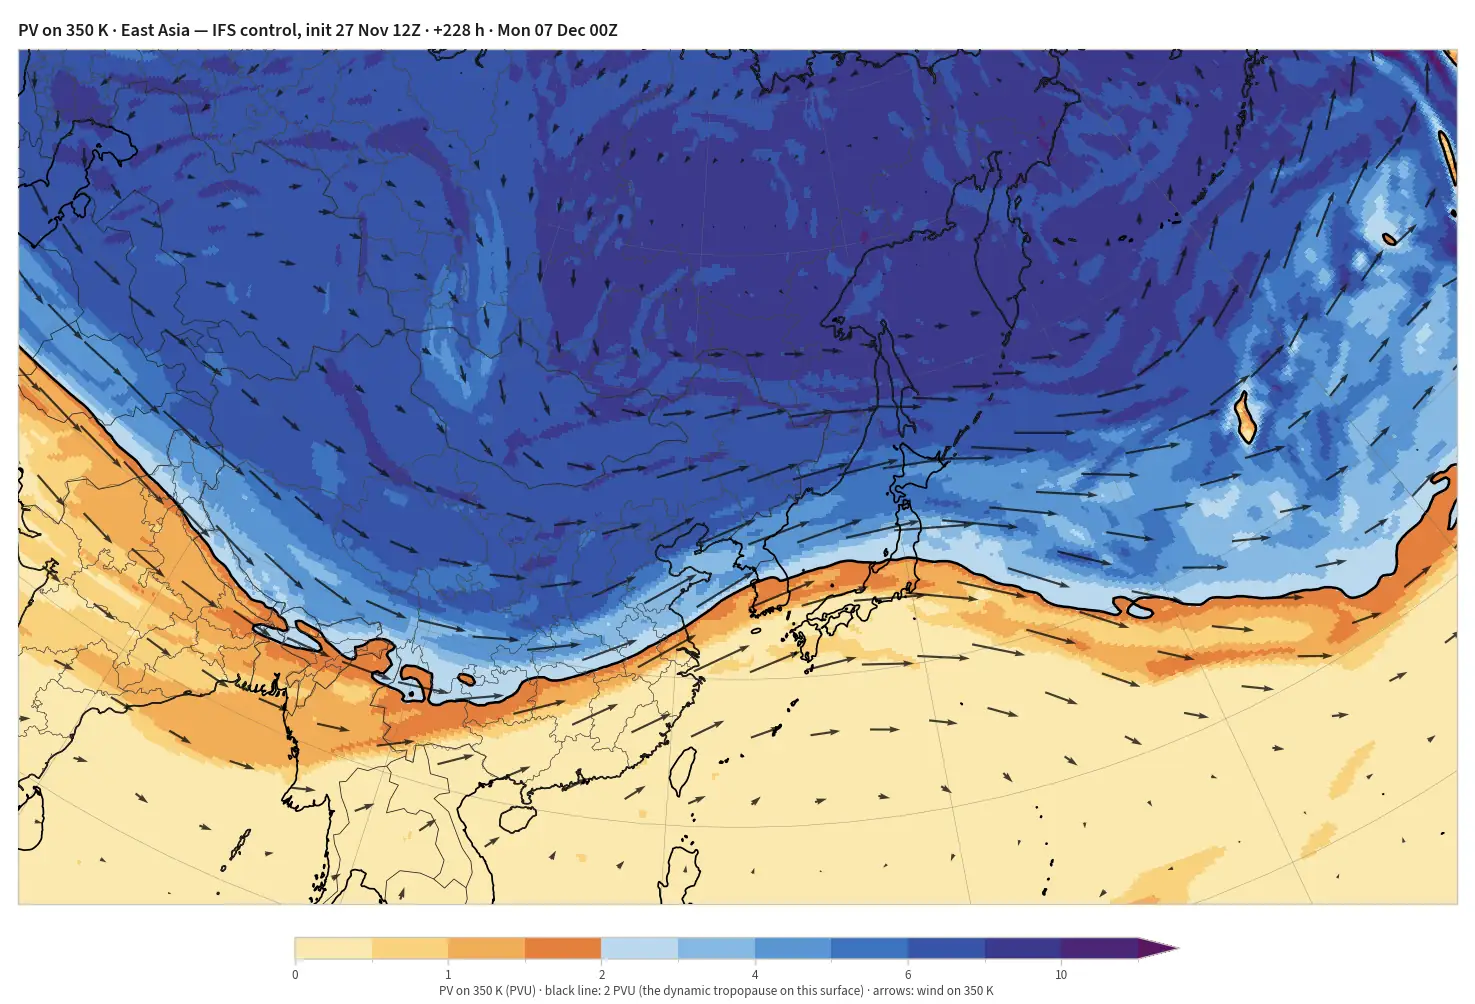 PV on 350 K · East Asia — IFS control, init 27 Nov 12Z · +228 h · Mon 07 Dec 00Z
0 1 2 4 6 10
PV on 350 K (PVU) · black line: 2 PVU (the dynamic tropopause on this surface) · arrows: wind on 350 K